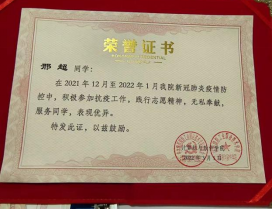 荣誉证书
邢超 同学：
在2021年12月至2022年1月我院新冠肺炎疫情防
控中，积极参加抗疫工作，践行志愿精神，无私奉献，
服务同学，表现优异。
特发此证，以兹鼓励。